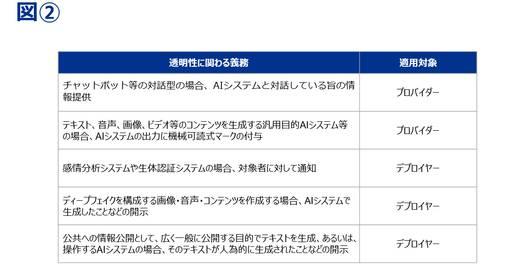 図②
透明性に関わる義務 適用対象
チャットボット等の対話型の場合、AIシステムと対話している旨の情
報提供
プロバイダー
テキスト、音声、画像、ビデオ等のコンテンツを生成する汎用目的AIシステム等
の場合、AIシステムの出力に機械可読式マークの付与
プロバイダー
感情分析システムや生体認証システムの場合、対象者に対して通知
デプロイヤー
ディープフェイクを構成する画像・音声・コンテンツを作成する場合、AIシステムで
生成したことなどの開示
デプロイヤー
公共への情報公開として、広く一般に公開する目的でテキストを生成、あるいは、
操作するAIシステムの場合、そのテキストが人為的に生成されたことなどの開示
デプロイヤー